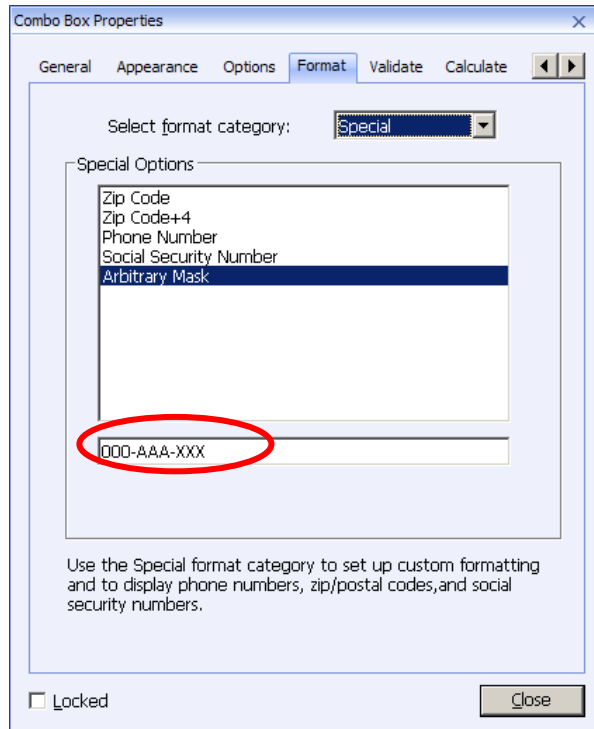 Combo Box Properties
General Appearance Options Format Validate Calculate
Select format category: Special
Special Options
Zip Code
Zip Code+4
Phone Number
Social Security Number
Arbitrary Mask
000-AAA-XXX
Use the Special format category to set up custom formatting
and to display phone numbers, zip/postal codes,and social
security numbers.
Locked Close